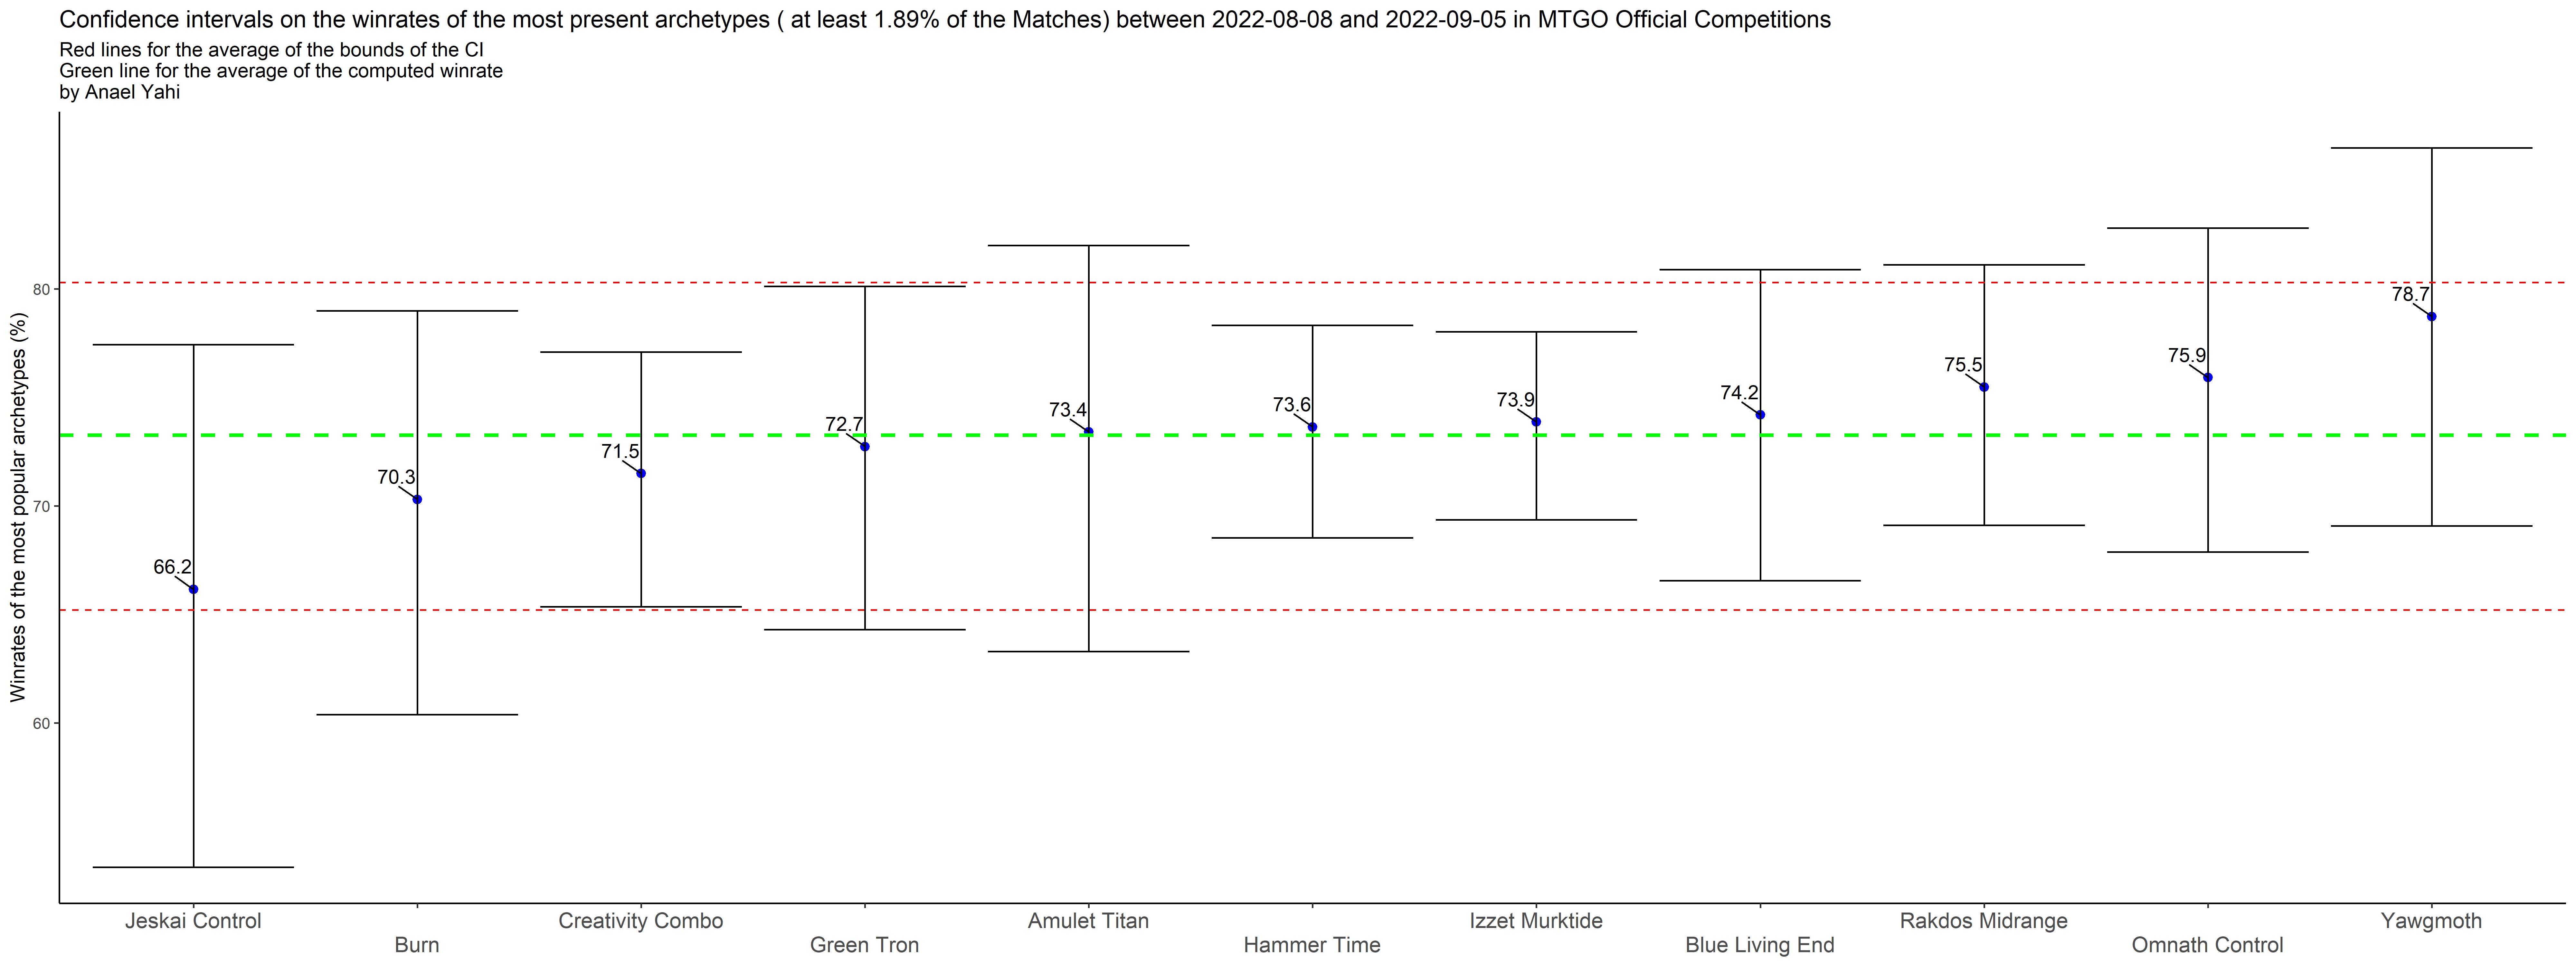 Confidence intervals on the winrates of the most present archetypes ( at least 1.89% of the Matches) between 2022-08-08 and 2022-09-05 in MTGO Official Competitions
Red lines for the average of the bounds of the CI
Green line for the average of the computed winrate
by Anael Yahi
Winrates of the most popular archetypes (%)
80
70
60
66.2
70.3
71.5
72.7
73.4
73.6
73.9
74.2
75.5
75.9
78.7
Jeskai Control
Burn
Creativity Combo
Green Tron
Amulet Titan
Hammer Time
Izzet Murktide
Blue Living End
Rakdos Midrange
Omnath Control
Yawgmoth